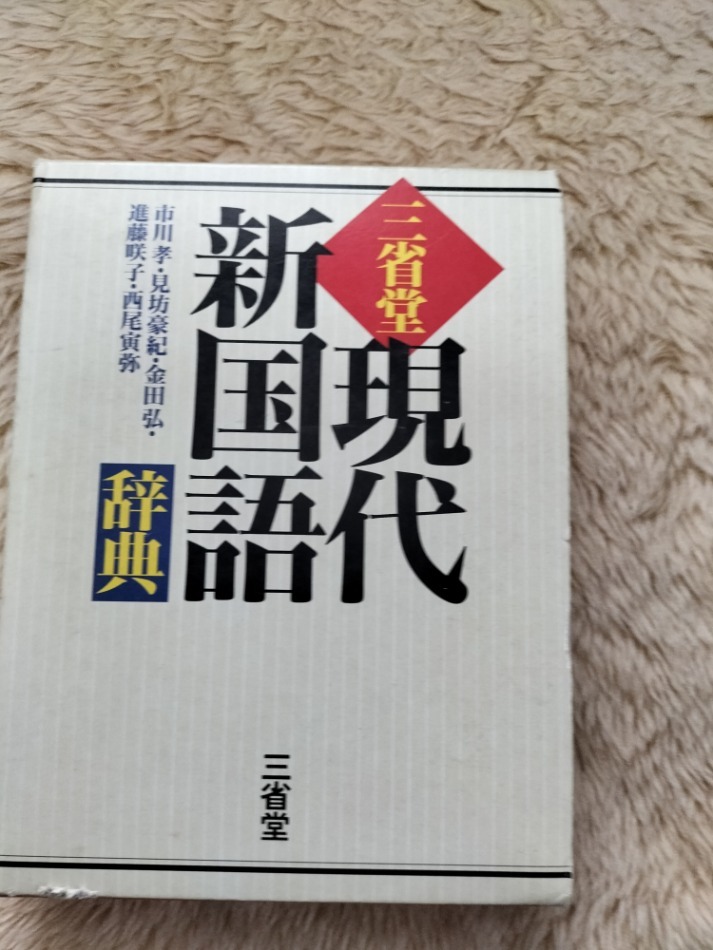 三省堂
現代
新国語
辞典
市川 孝・見坊豪紀・金田 弘・
進藤咲子・西尾寅弥
三省堂